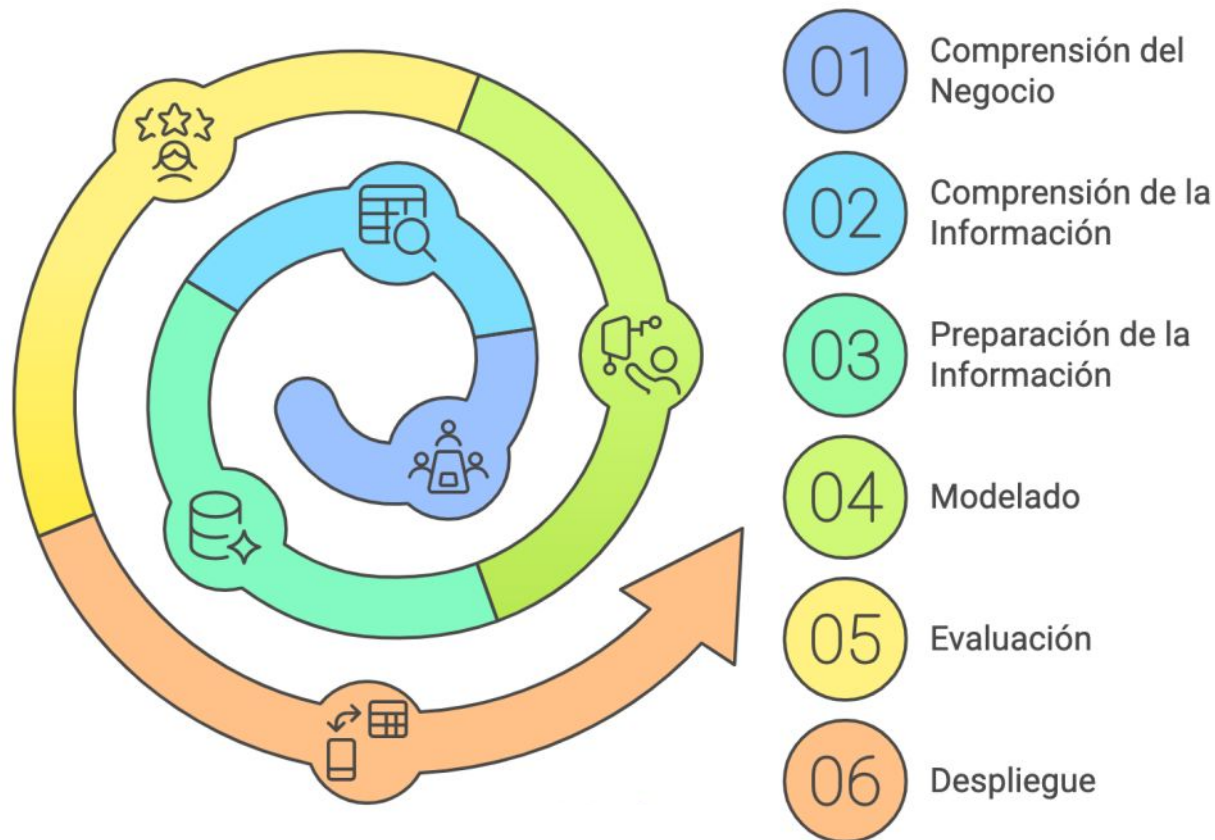 01
Comprensión del
Negocio
02
Comprensión de la
Información
03
Preparación de la
Información
04
Modelado
05
Evaluación
06
Despliegue